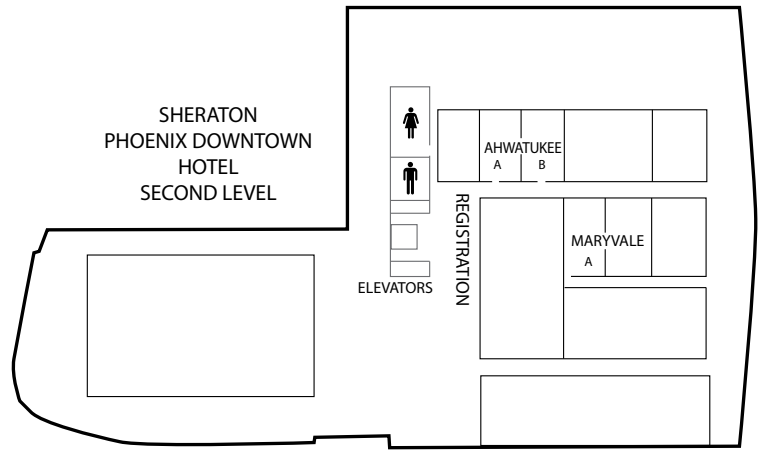 SHERATON
PHOENIX DOWNTOWN
HOTEL
SECOND LEVEL
AHWATUKEE
A B
REGISTRATION
MARYVALE
A
ELEVATORS